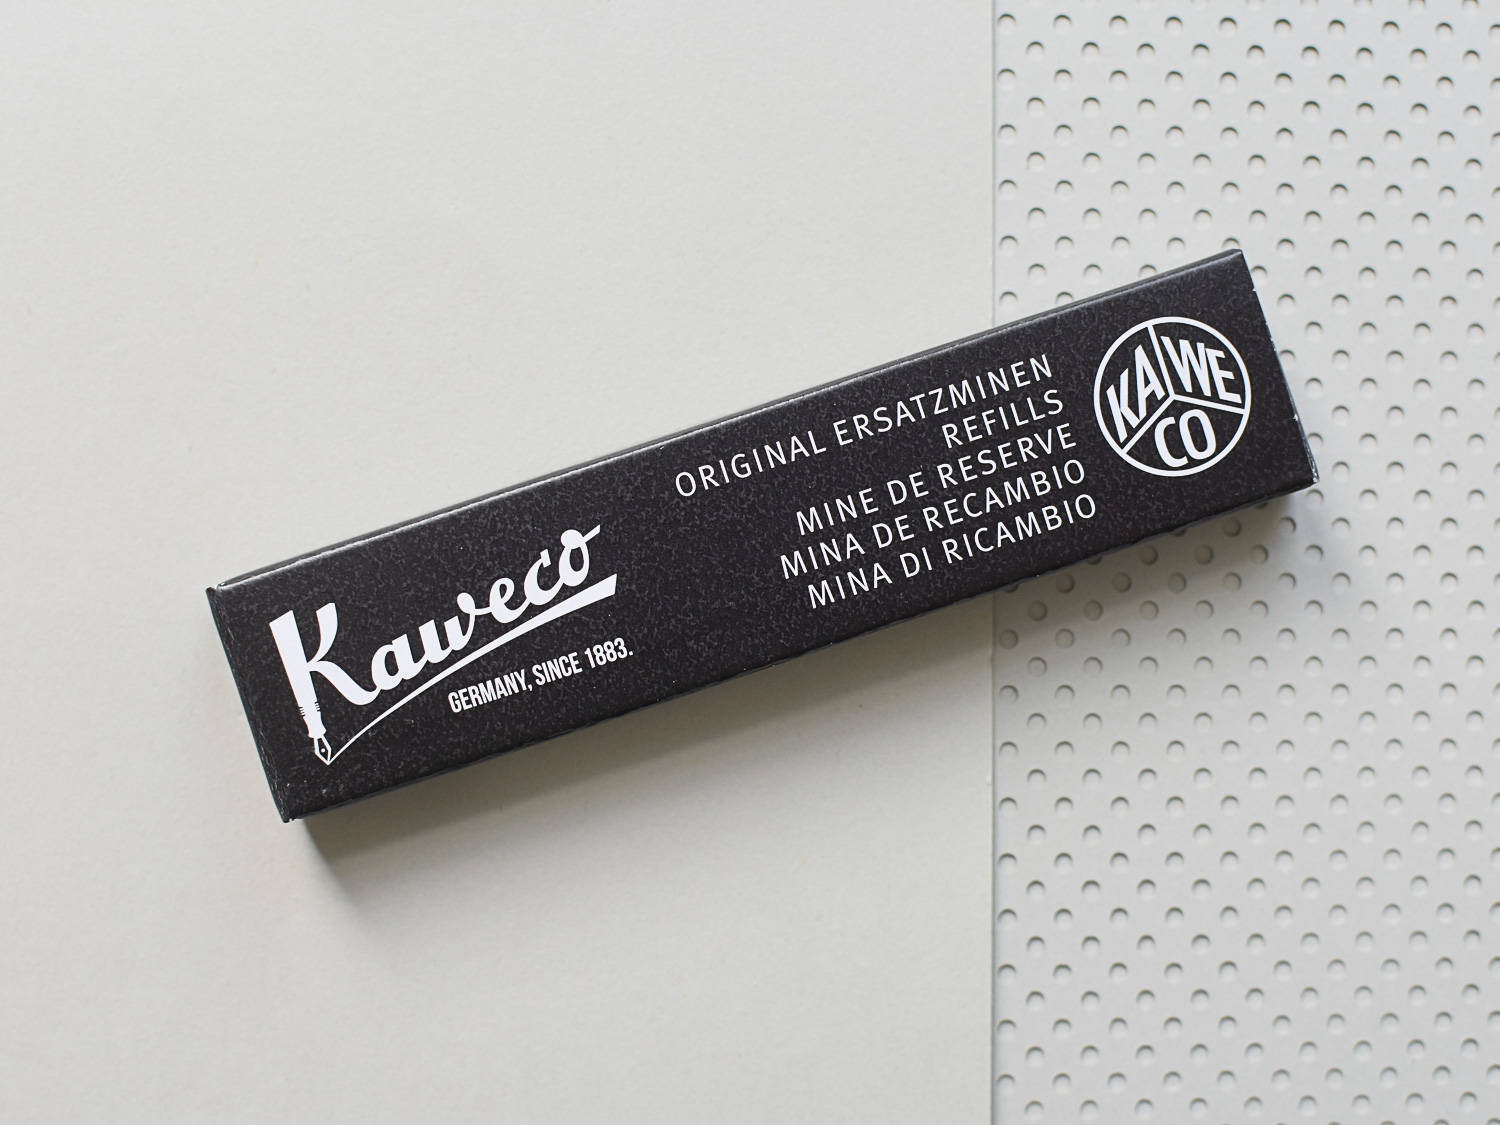 Kaweco
GERMANY, SINCE 1883.
ORIGINAL ERSATZMINEN
REFILLS
MINE DE RESERVE
MINA DE RECAMBIO
MINA DI RICAMBIO
KA WE
CO